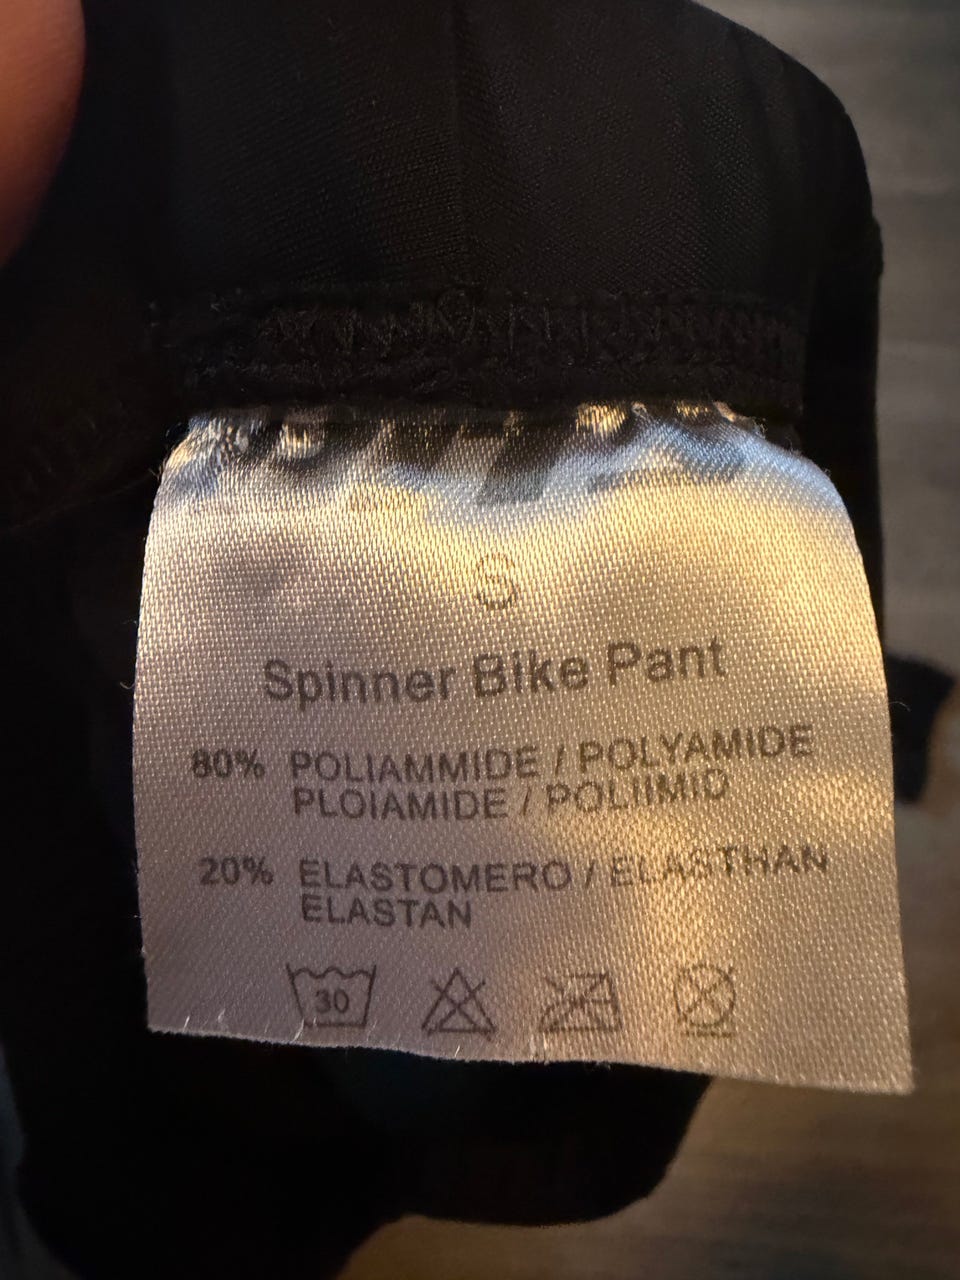 S
Spinner Bike Pant
80% POLIAMMIDE / POLYAMIDE
PLOIAMIDE / POLIIMID
20% ELASTOMERO / ELASTHAN
ELASTAN
30